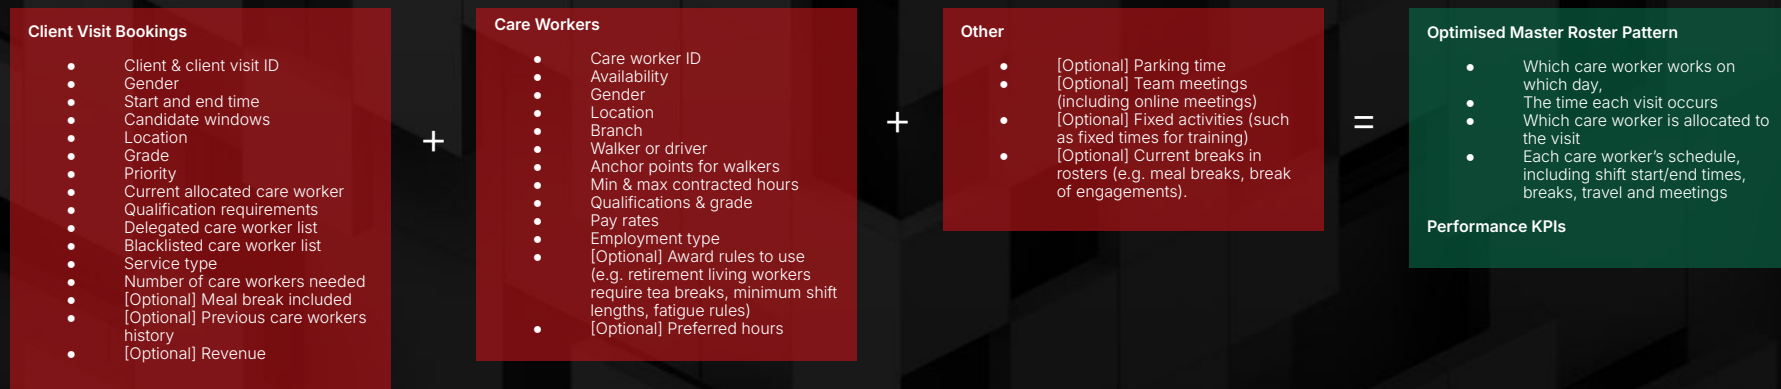 Client Visit Bookings
● Client & client visit ID
● Gender
● Start and end time
● Candidate windows
● Location
● Grade
● Priority
● Current allocated care worker
● Qualification requirements
● Delegated care worker list
● Blacklisted care worker list
● Service type
● Number of care workers needed
● [Optional] Meal break included
● [Optional] Previous care workers
history
● [Optional] Revenue
+
Care Workers
● Care worker ID
● Availability
● Gender
● Location
● Branch
● Walker or driver
● Anchor points for walkers
● Min & max contracted hours
● Qualifications & grade
● Pay rates
● Employment type
● [Optional] Award rules to use
(e.g. retirement living workers
require tea breaks, minimum shift
lengths, fatigue rules)
● [Optional] Preferred hours
+
Other
● [Optional] Parking time
● [Optional] Team meetings
(including online meetings)
● [Optional] Fixed activities (such
as fixed times for training)
● [Optional] Current breaks in
rosters (e.g. meal breaks, break
of engagements).
=
Optimised Master Roster Pattern
● Which care worker works on
which day,
● The time each visit occurs
● Which care worker is allocated to
the visit
● Each care worker’s schedule,
including shift start/end times,
breaks, travel and meetings
Performance KPIs